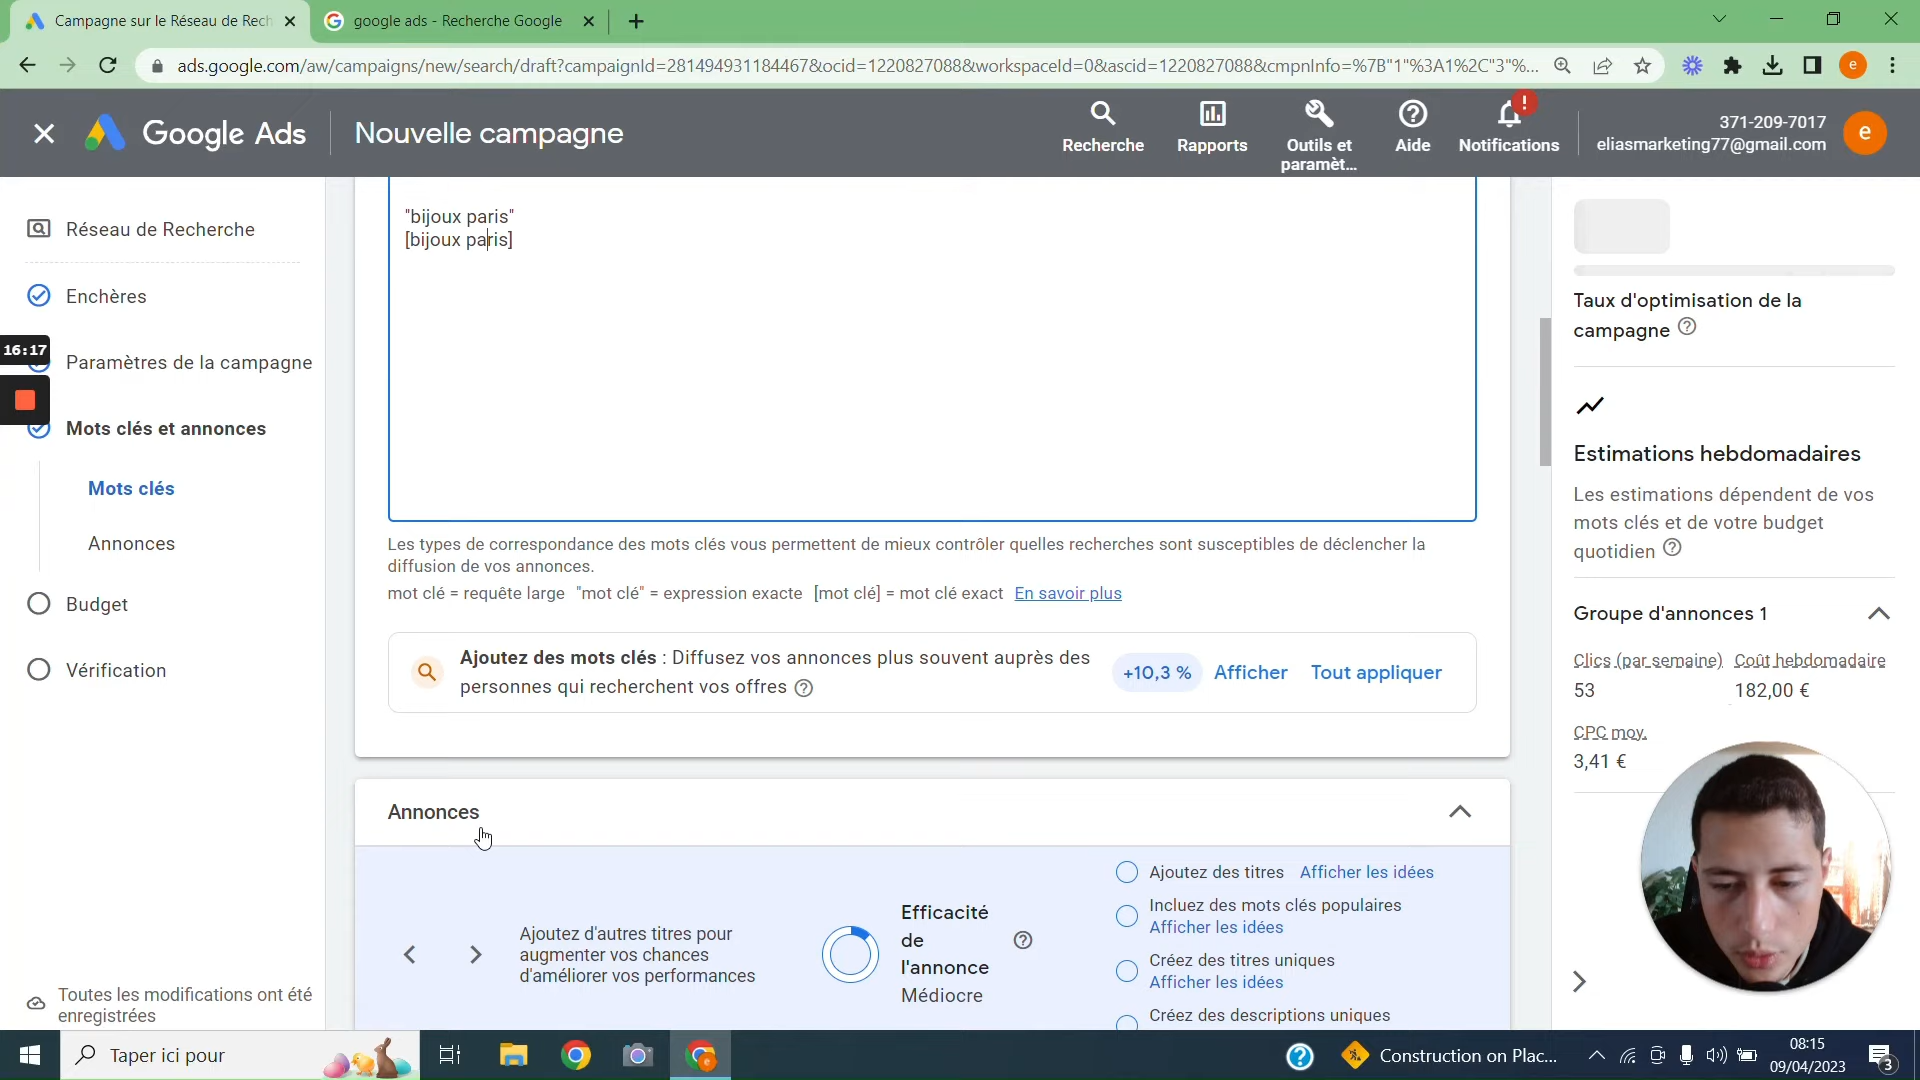 Campagne sur le Réseau de Rech
google ads - Recherche Google
ads.google.com/aw/campaigns/new/search/draft?campaignId=281494931184467&ocid=1220827088&workspaceId=0&ascid=1220827088&cmpnInfo=%7B"1"%3A1%2C"3"%...
e
Google Ads
Nouvelle campagne
Recherche
Rapports
Outils et
paramèt...
Aide
!
Notifications
371-209-7017
eliasmarketing77@gmail.com
e
Réseau de Recherche
Enchères
16:17
Paramètres de la campagne
Mots clés et annonces
Mots clés
Annonces
Budget
Vérification
Toutes les modifications ont été
enregistrées
"bijoux paris"
[bijoux paris]
Les types de correspondance des mots clés vous permettent de mieux contrôler quelles recherches sont susceptibles de déclencher la
diffusion de vos annonces.
mot clé = requête large "mot clé" = expression exacte [mot clé] = mot clé exact En savoir plus
Ajoutez des mots clés : Diffusez vos annonces plus souvent auprès des
personnes qui recherchent vos offres
+10,3 %
Afficher
Tout appliquer
Annonces
Ajoutez d'autres titres pour
augmenter vos chances
d'améliorer vos performances
Efficacité
de
l'annonce
Médiocre
Ajoutez des titres Afficher les idées
Incluez des mots clés populaires
Afficher les idées
Créez des titres uniques
Afficher les idées
Créez des descriptions uniques
Taux d'optimisation de la
campagne
Estimations hebdomadaires
Les estimations dépendent de vos
mots clés et de votre budget
quotidien
Groupe d'annonces 1
Clics (par semaine) Coût hebdomadaire
53 182,00 €
CPC moy.
3,41 €
Taper ici pour
Construction on Plac...
08:15
09/04/2023
3